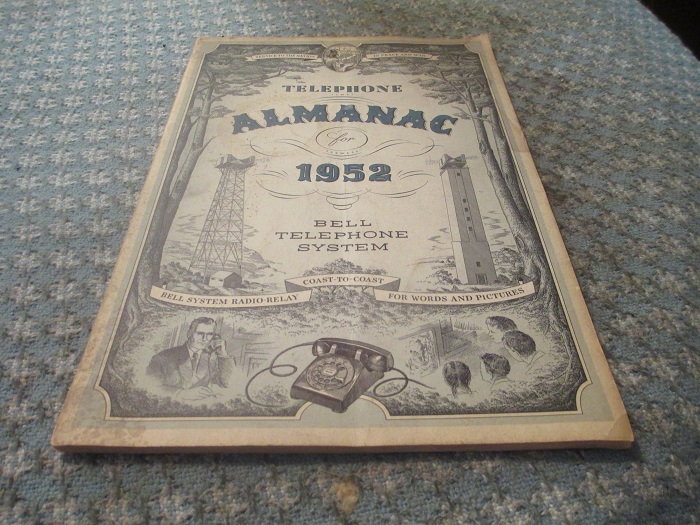 TELEPHONE
ALMANAC
for
1952
BELL
TELEPHONE
SYSTEM
COAST-TO-COAST
BELL SYSTEM RADIO-RELAY
FOR WORDS AND PICTURES